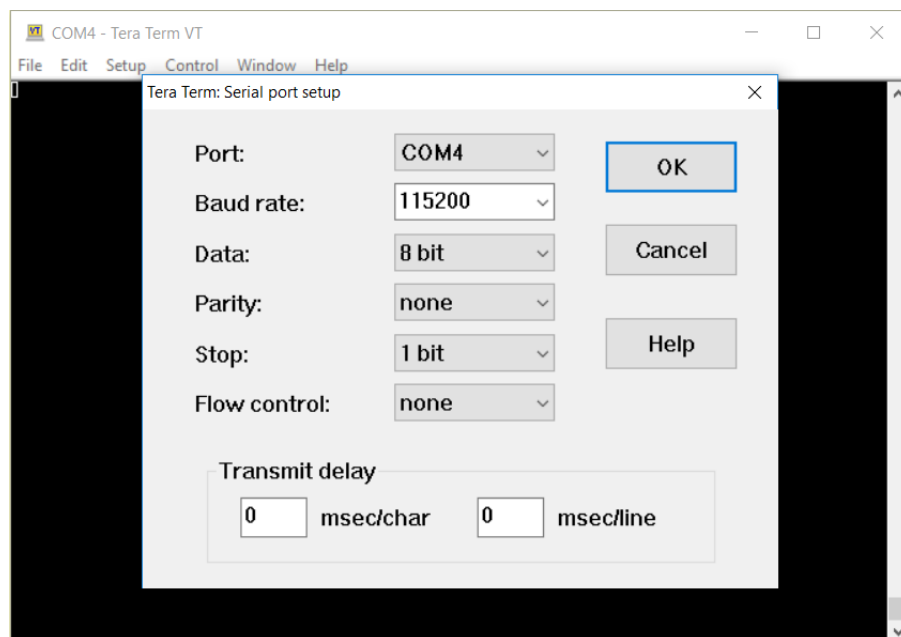 VT COM4 - Tera Term VT
File Edit Setup Control Window Help
Tera Term: Serial port setup
Port: COM4
OK
Baud rate: 115200
Data: 8 bit
Cancel
Parity: none
Stop: 1 bit
Help
Flow control: none
Transmit delay
0 msec/char 0 msec/line